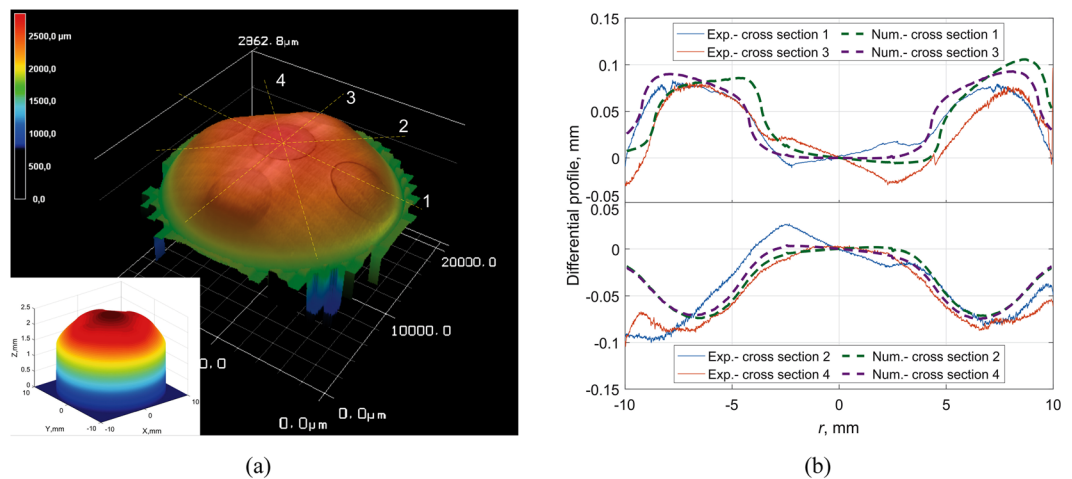 2500,0 µm
2000,0
1500,0
1000,0
500,0
0,0
2862.8µm
4
3
2
1
20000.0
10000.0
0.0
0.0µm
0.0µm
2.5
2
1.5
1
0.5
0
Z,mm
10
0
-10
Y,mm
-10
0
10
X,mm
(a)
0.15
0.1
0.05
0
-0.05
0.05
0
-0.05
-0.1
-0.15
Differential profile, mm
Exp.- cross section 1
Exp.- cross section 3
Num.- cross section 1
Num.- cross section 3
Exp.- cross section 2
Exp.- cross section 4
Num.- cross section 2
Num.- cross section 4
-10
-5
0
5
10
r, mm
(b)